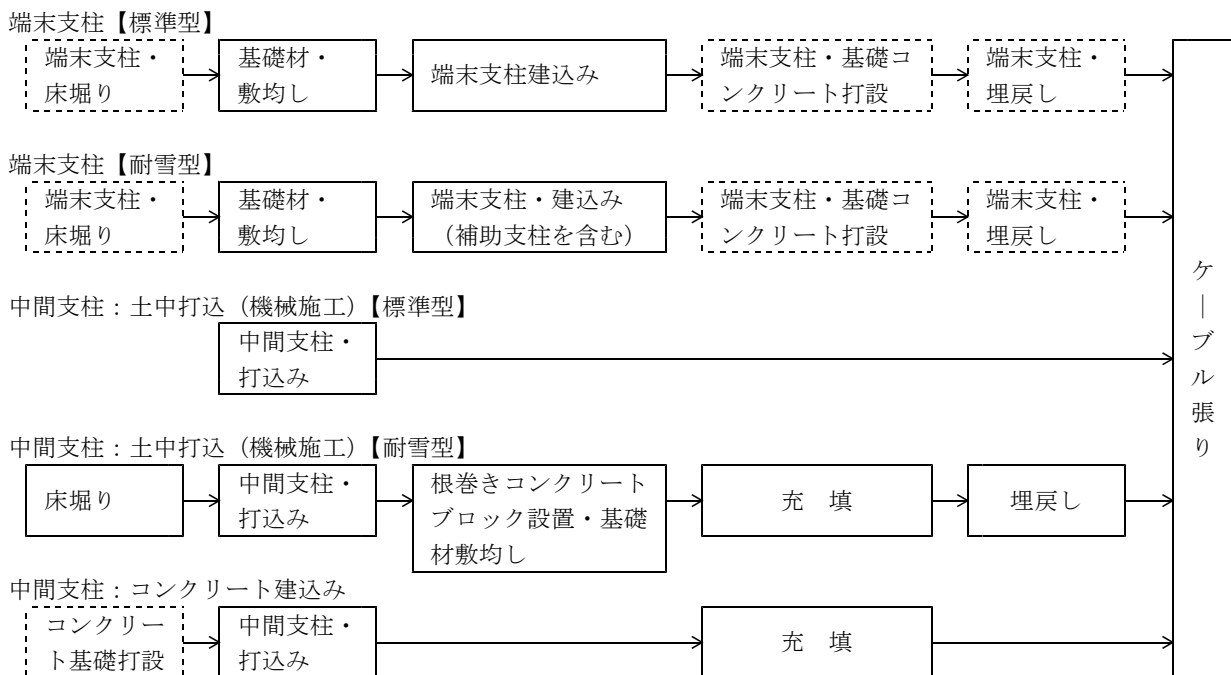 端末支柱【標準型】
端末支柱・
床堀り
基礎材・
敷均し
端末支柱建込み
端末支柱・基礎コ
ンクリート打設
端末支柱・
埋戻し
端末支柱【耐雪型】
端末支柱・
床堀り
基礎材・
敷均し
端末支柱・建込み
（補助支柱を含む）
端末支柱・基礎コ
ンクリート打設
端末支柱・
埋戻し
中間支柱：土中打込（機械施工）【標準型】
中間支柱・
打込み
中間支柱：土中打込（機械施工）【耐雪型】
床堀り
中間支柱・
打込み
根巻きコンクリート
ブロック設置・基礎
材敷均し
充　填
埋戻し
中間支柱：コンクリート建込み
コンクリー
ト基礎打設
中間支柱・
打込み
充　填
ケーブル張り